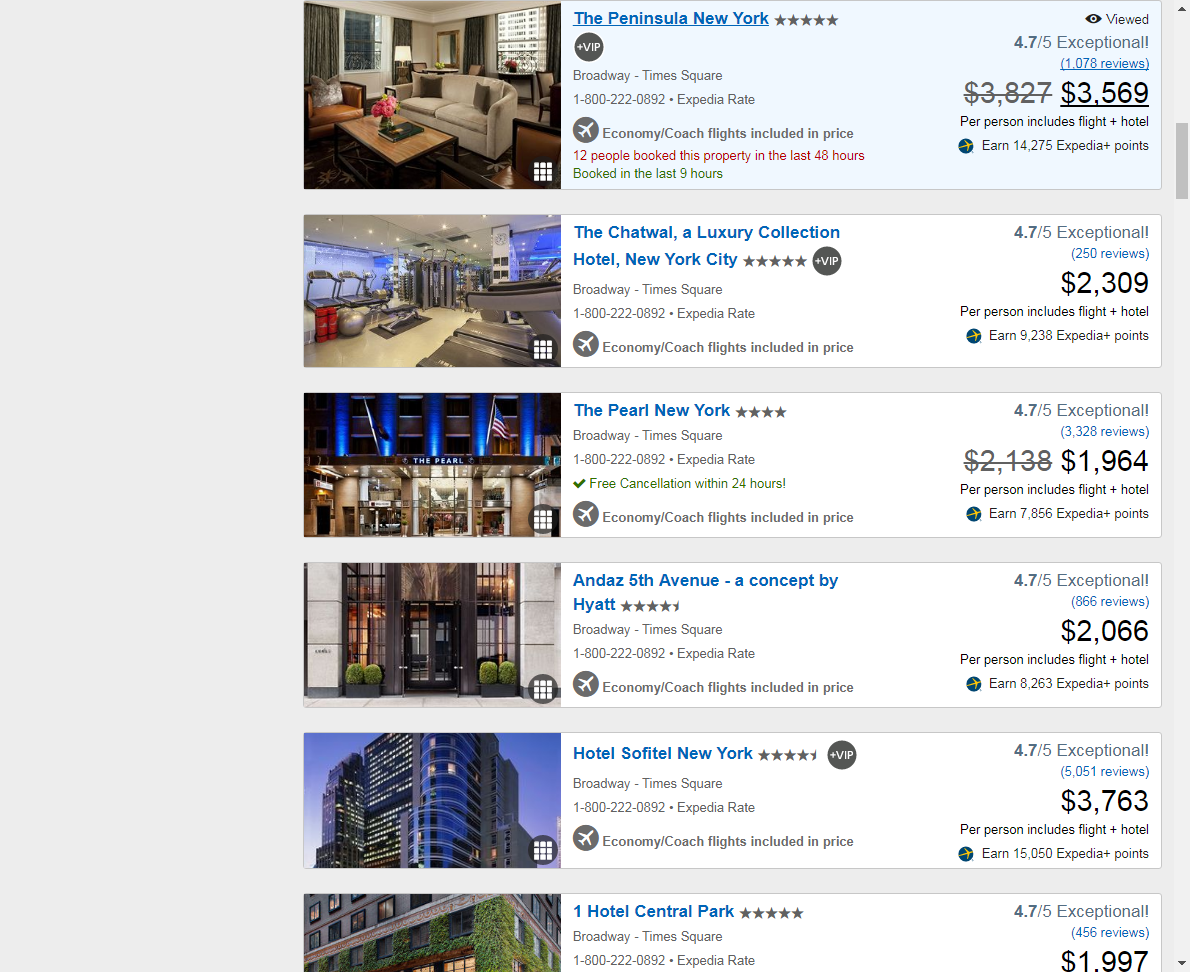 The Peninsula New York
+VIP
Broadway - Times Square
1-800-222-0892 • Expedia Rate
Economy/Coach flights included in price
12 people booked this property in the last 48 hours
Booked in the last 9 hours
Viewed
4.7/5 Exceptional!
(1,078 reviews)
$3,827 $3,569
Per person includes flight + hotel
Earn 14,275 Expedia+ points
The Chatwal, a Luxury Collection
Hotel, New York City +VIP
Broadway - Times Square
1-800-222-0892 • Expedia Rate
Economy/Coach flights included in price
4.7/5 Exceptional!
(250 reviews)
$2,309
Per person includes flight + hotel
Earn 9,238 Expedia+ points
THE PEARL
The Pearl New York
Broadway - Times Square
1-800-222-0892 • Expedia Rate
Free Cancellation within 24 hours!
Economy/Coach flights included in price
4.7/5 Exceptional!
(3,328 reviews)
$2,138 $1,964
Per person includes flight + hotel
Earn 7,856 Expedia+ points
Andaz 5th Avenue - a concept by
Hyatt
Broadway - Times Square
1-800-222-0892 • Expedia Rate
Economy/Coach flights included in price
4.7/5 Exceptional!
(866 reviews)
$2,066
Per person includes flight + hotel
Earn 8,263 Expedia+ points
Hotel Sofitel New York +VIP
Broadway - Times Square
1-800-222-0892 • Expedia Rate
Economy/Coach flights included in price
4.7/5 Exceptional!
(5,051 reviews)
$3,763
Per person includes flight + hotel
Earn 15,050 Expedia+ points
1 Hotel Central Park
Broadway - Times Square
1-800-222-0892 • Expedia Rate
4.7/5 Exceptional!
(456 reviews)
$1,997